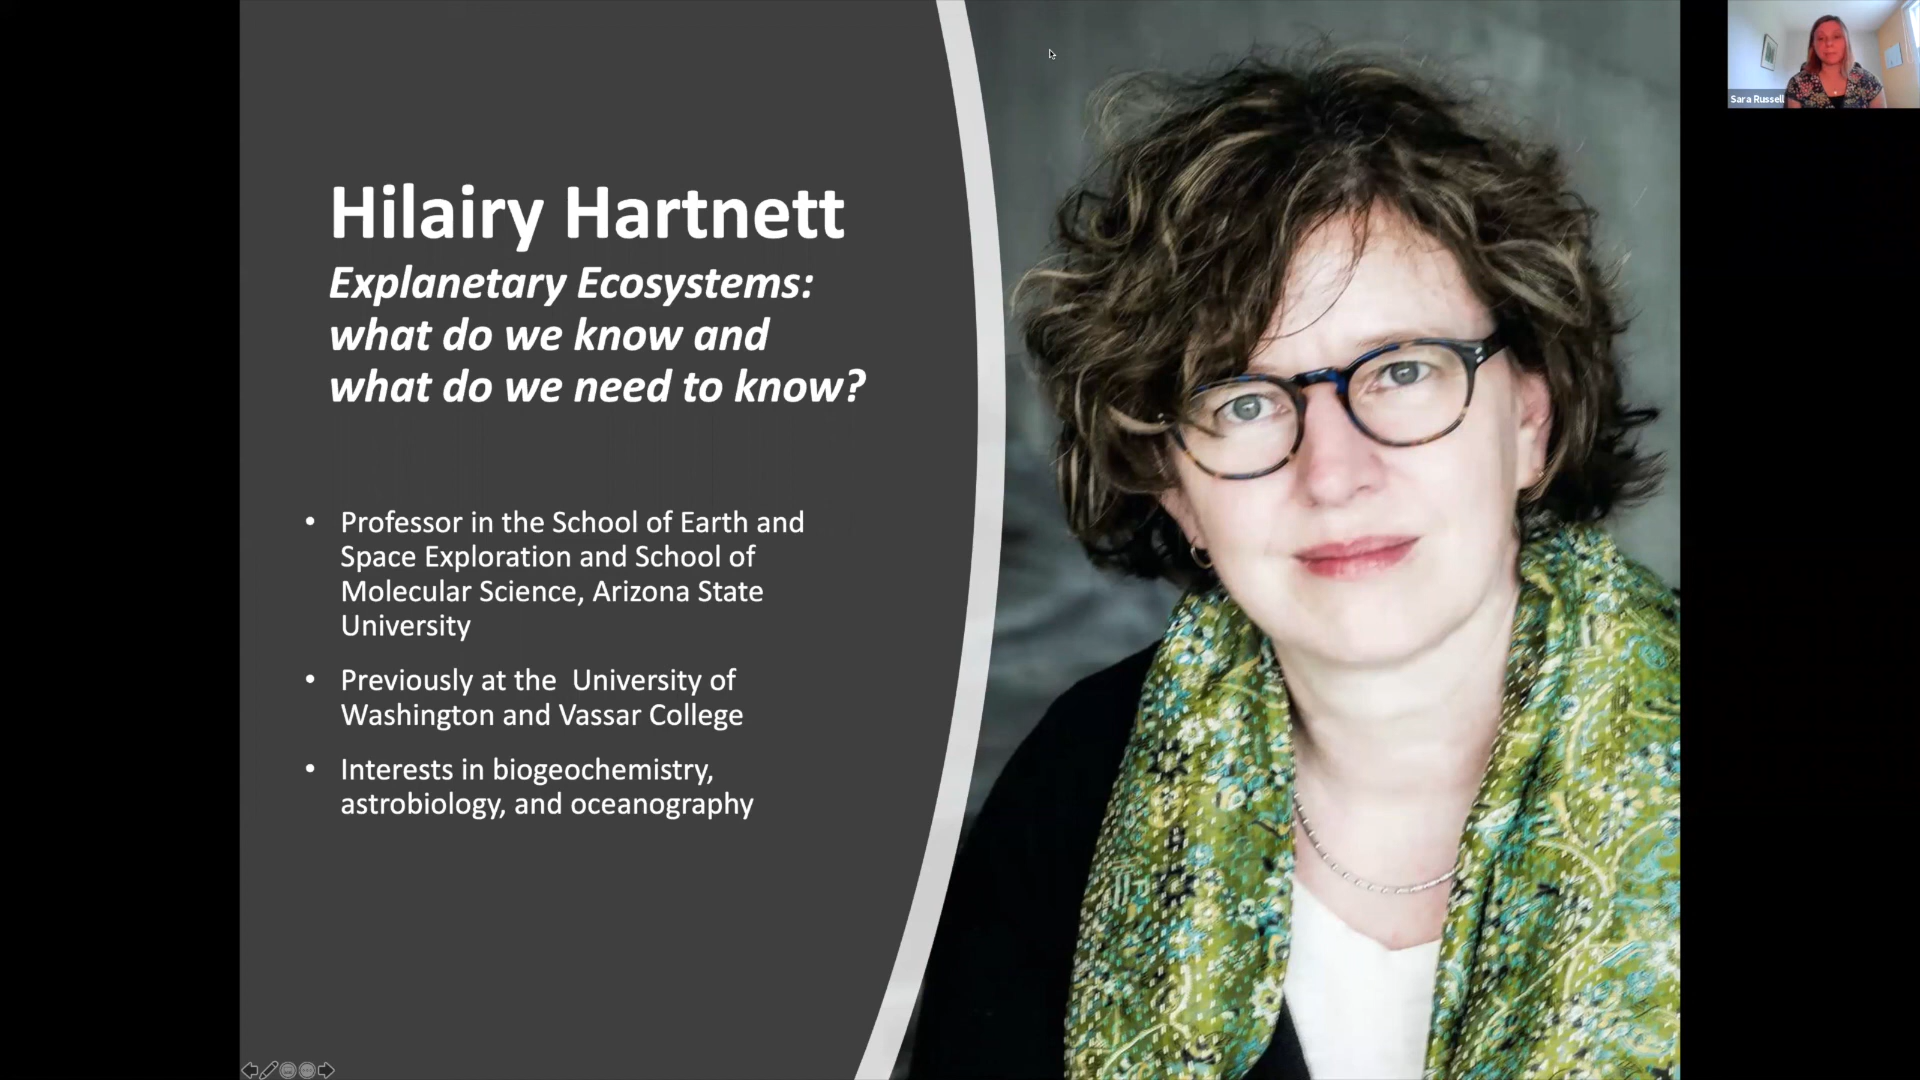 Hilairy Hartnett
Explanetary Ecosystems:
what do we know and
what do we need to know?
• Professor in the School of Earth and
Space Exploration and School of
Molecular Science, Arizona State
University
• Previously at the  University of
Washington and Vassar College
• Interests in biogeochemistry,
astrobiology, and oceanography
Sara Russell